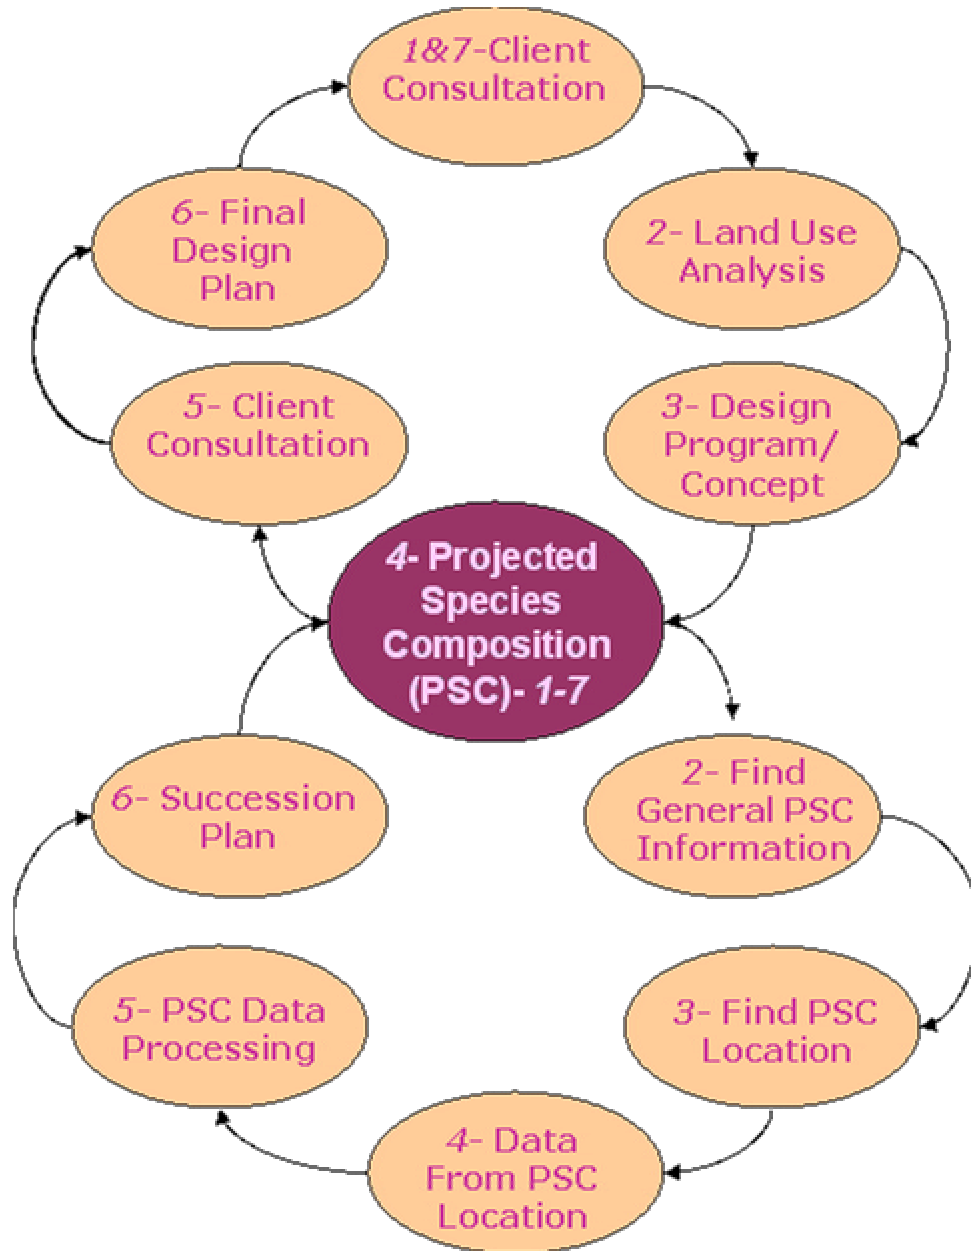 1&7-Client
Consultation
2- Land Use
Analysis
3- Design
Program/
Concept
4- Projected
Species
Composition
(PSC)- 1-7
5- Client
Consultation
6- Final
Design
Plan
2- Find
General PSC
Information
3- Find PSC
Location
4- Data
From PSC
Location
5- PSC Data
Processing
6- Succession
Plan